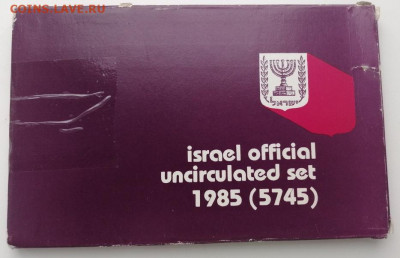 COINS.LAVE.RU
ישראל
israel official
uncirculated set
1985 (5745)